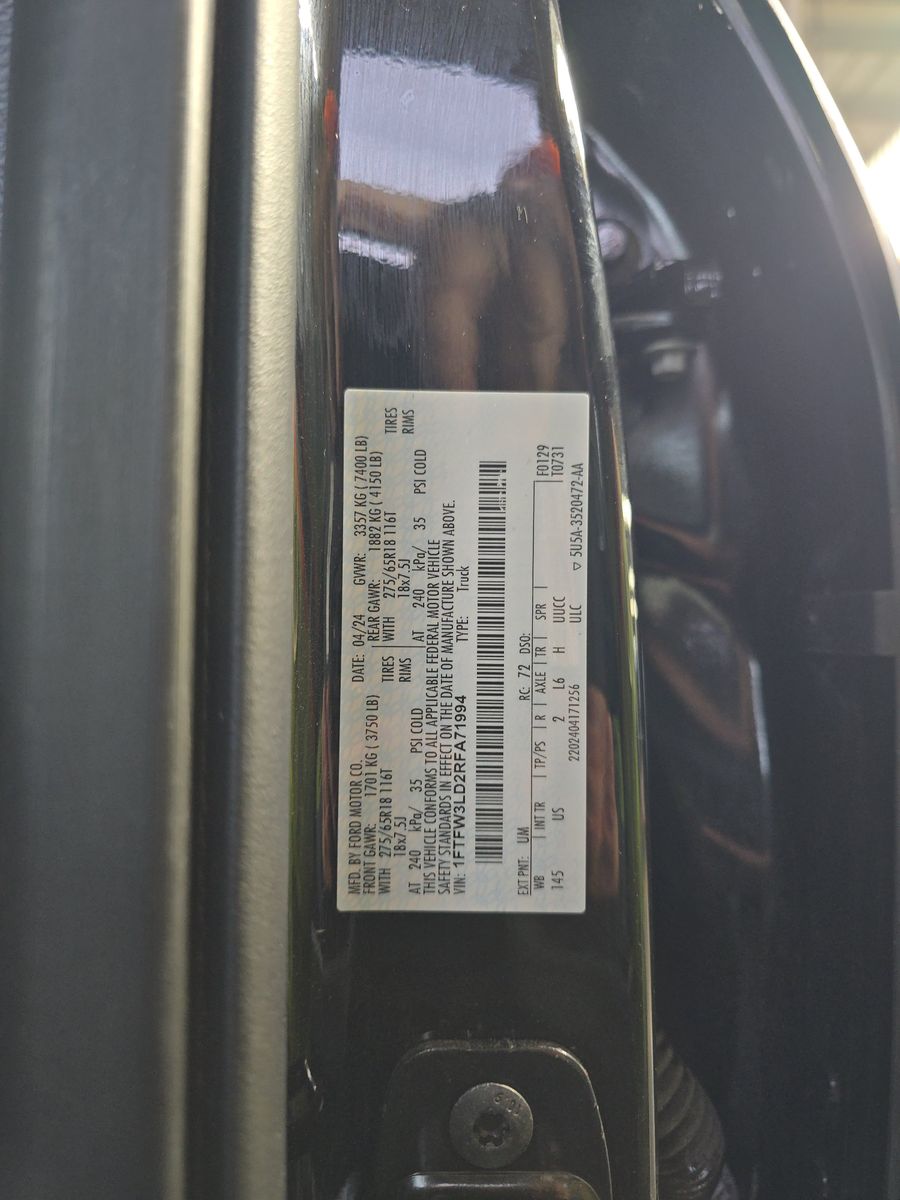 MFD. BY FORD MOTOR CO. DATE: 04/24 GVWR: 3357 KG ( 7400 LB)
FRONT GAWR: 1701 KG ( 3750 LB) REAR GAWR: 1882 KG ( 4150 LB)
WITH 275/65R18 116T TIRES WITH 275/65R18 116T TIRES
18x7.5J RIMS 18x7.5J RIMS
AT 240 kPa/ 35 PSI COLD AT 240 kPa/ 35 PSI COLD
THIS VEHICLE CONFORMS TO ALL APPLICABLE FEDERAL MOTOR VEHICLE
SAFETY STANDARDS IN EFFECT ON THE DATE OF MANUFACTURE SHOWN ABOVE.
VIN: 1FTFW3LD2RFA71994 TYPE: Truck
EXT PNT: UM RC: 72 DSO:
WB INT TR TP/PS R AXLE TR SPR F0129
145 US 2 L6 H UUCC T0731
2202404171256 ULC ▽ 5U5A-3520472-AA
10.9